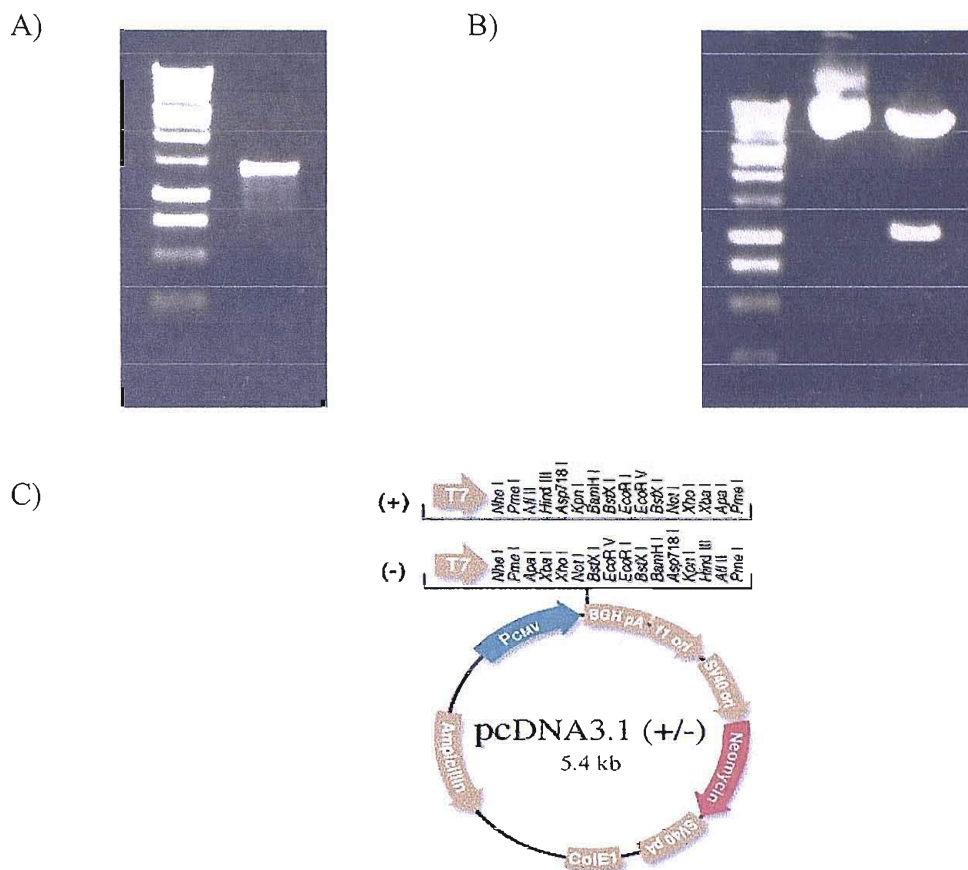 A)
B)
C)
(+)
T7
Nhe I
Pme I
Afl II
Hind III
Asp718 I
Kpn I
BamH I
BstX I
EcoR I
EcoR V
BstX I
Not I
Xho I
Xba I
Apa I
Pme I
(-)
T7
Nhe I
Pme I
Apa I
Xba I
Xho I
Not I
BstX I
EcoR V
EcoR I
BstX I
BamH I
Asp718 I
Kpn I
Hind III
Afl II
Pme I
PCMV
BGH pA
f1 ori
SV40 ori
Neomycin
SV40 pA
ColE1
Ampicillin
pcDNA3.1 (+/-)
5.4 kb